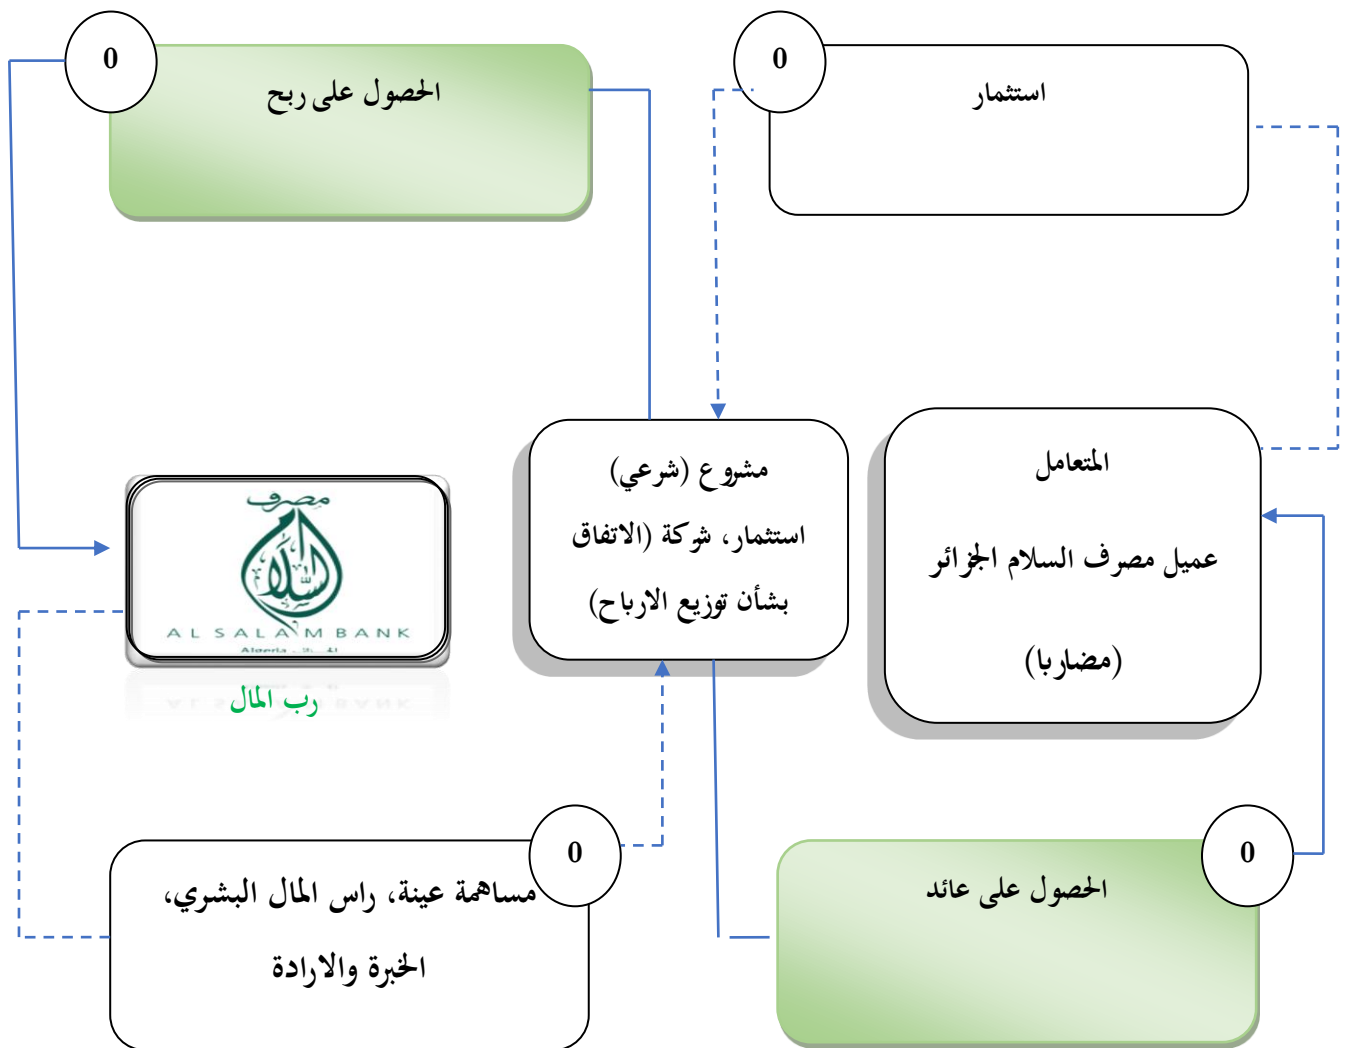 0
استثمار
0
الحصول على ربح
المتعامل
عميل مصرف السلام الجزائر
(مضاربا)
مشروع (شرعي)
استثمار، شركة (الاتفاق
بشأن توزيع الارباح)
مصرف
السلام
AL SALAM BANK
Algeria
رب المال
0
الحصول على عائد
0
مساهمة عينة، راس المال البشري،
الخبرة والارادة